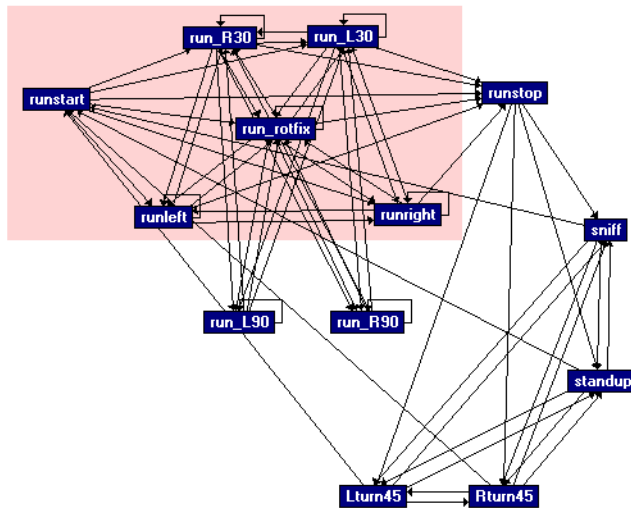 run_R30
run_L30
runstart
runstop
run_rotfix
runleft
runright
sniff
run_L90
run_R90
standup
Lturn45
Rturn45